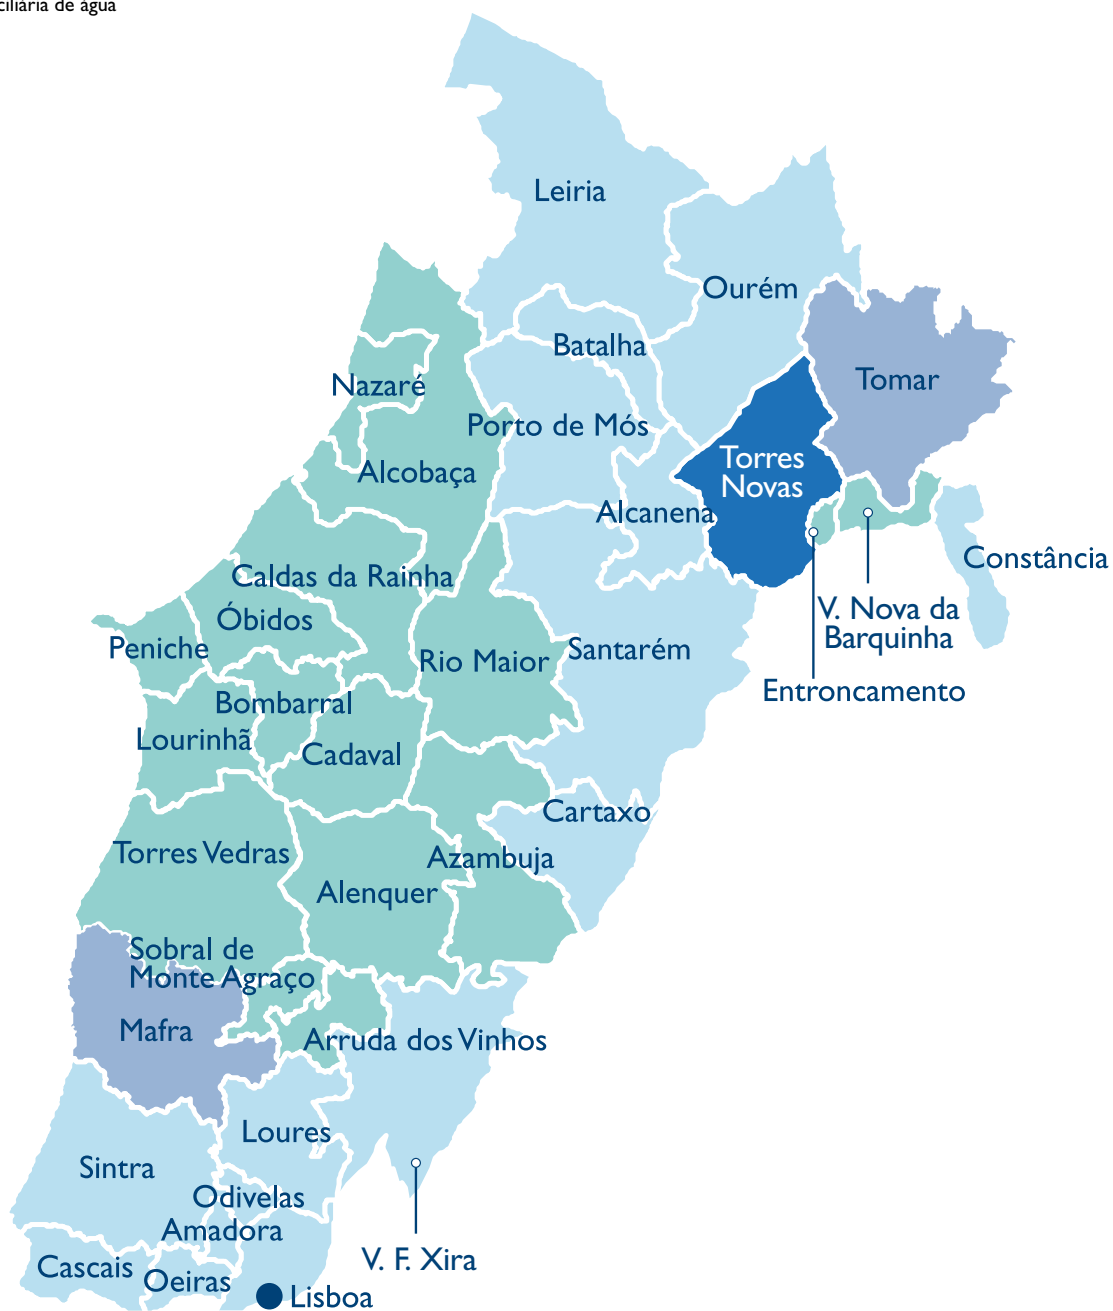 de água
Leiria
Ourém
Batalha
Tomar
Nazaré
Porto de Mós
Torres
Novas
Alcobaça
Alcanena
Constância
Caldas da Rainha
V. Nova da
Barquinha
Óbidos
Peniche
Rio Maior
Santarém
Entroncamento
Bombarral
Lourinhã
Cadaval
Cartaxo
Torres Vedras
Azambuja
Alenquer
Sobral de
Monte Agraço
Mafra
Arruda dos Vinhos
Loures
Sintra
Odivelas
Amadora
V. F. Xira
Cascais
Oeiras
Lisboa